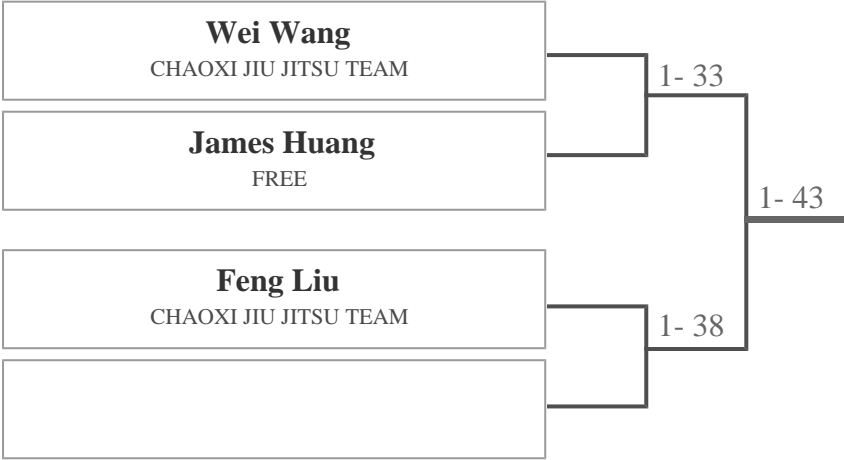 Wei Wang
CHAOXI JIU JITSU TEAM
1- 33
James Huang
FREE
1- 43
Feng Liu
CHAOXI JIU JITSU TEAM
1- 38